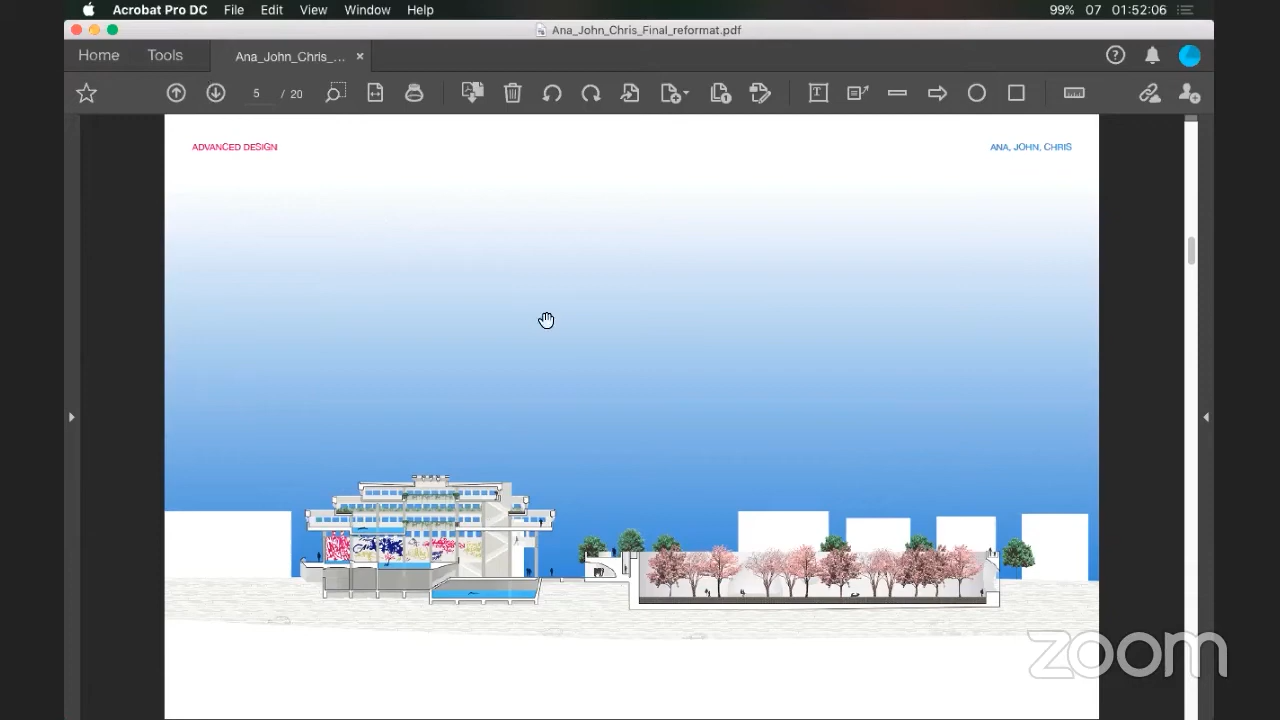 Acrobat Pro DC File Edit View Window Help 99% 07 01:52:06
Ana_John_Chris_Final_reformat.pdf
Home Tools Ana_John_Chris_... ×
5 / 20
ADVANCED DESIGN
ANA, JOHN, CHRIS
zoom